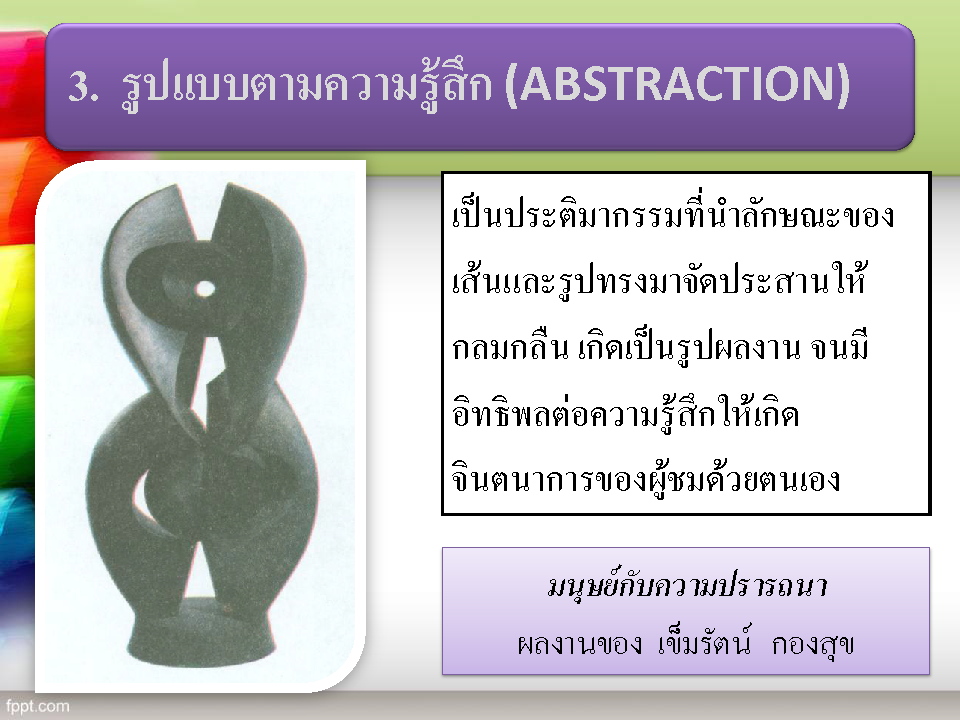 3. รูปแบบตามความรู้สึก (ABSTRACTION)
เป็นประติมากรรมที่นำลักษณะของ
เส้นและรูปทรงมาจัดประสานให้
กลมกลืน เกิดเป็นรูปผลงาน จนมี
อิทธิพลต่อความรู้สึกให้เกิด
จินตนาการของผู้ชมด้วยตนเอง
มนุษย์กับความปรารถนา
ผลงานของ เข็มรัตน์ กองสุข
fppt.com